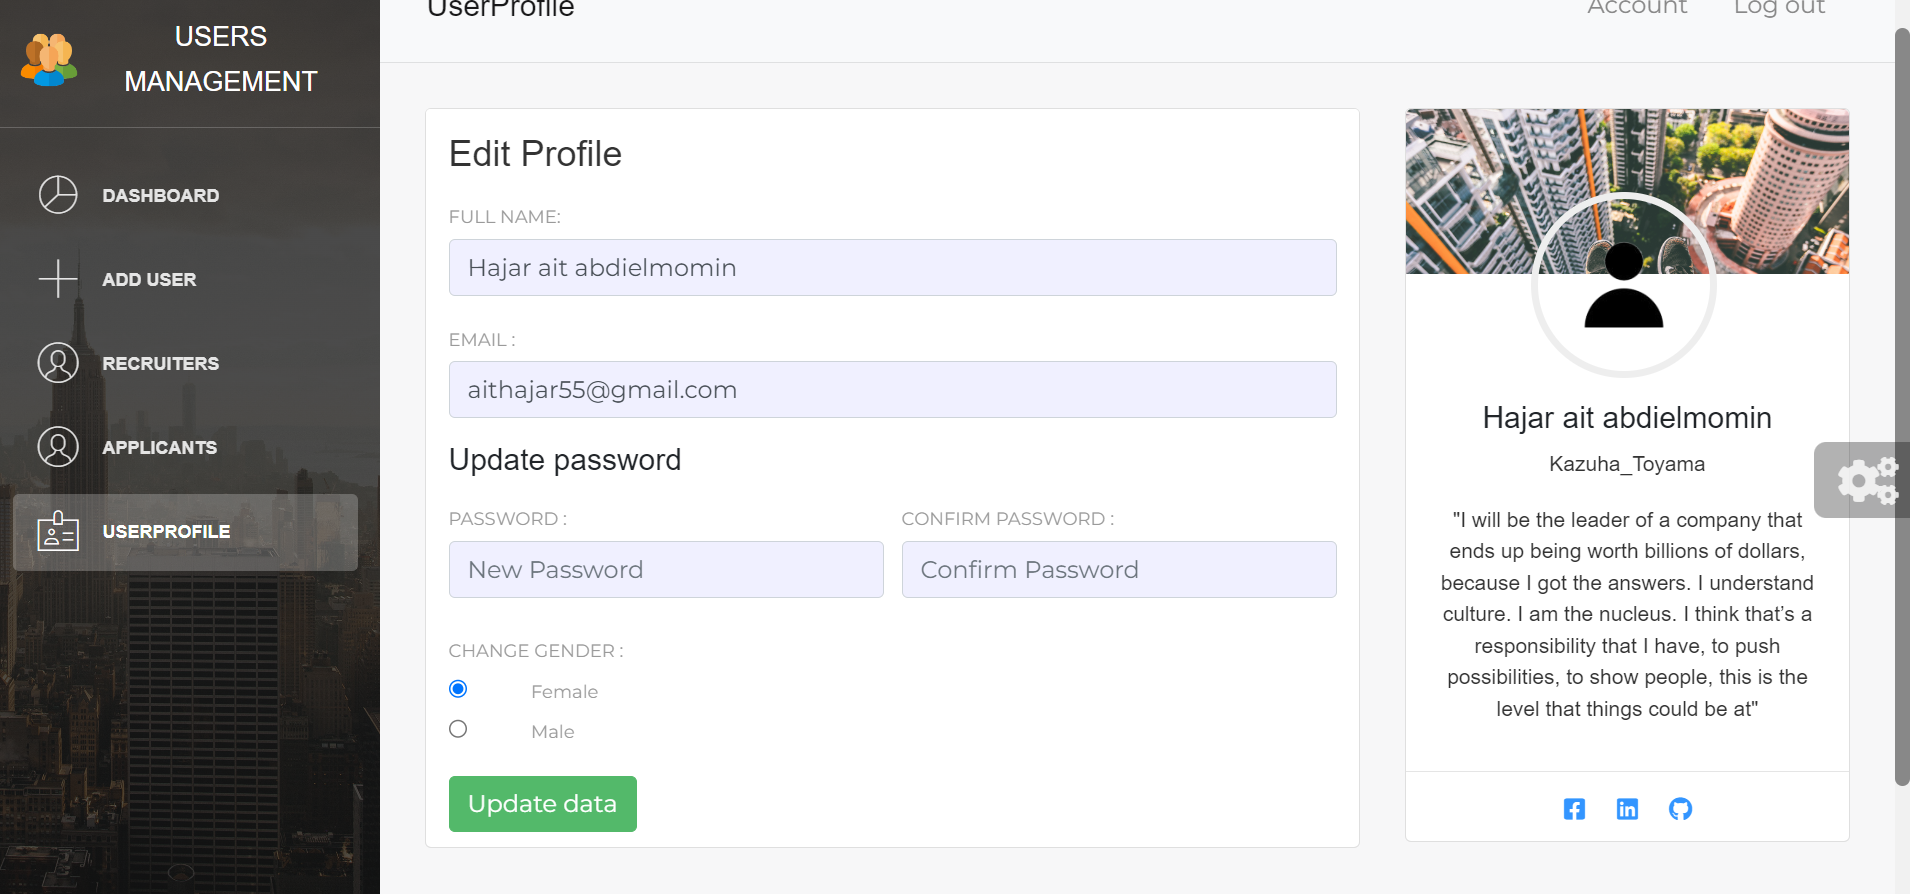 USERS
MANAGEMENT
DASHBOARD
ADD USER
RECRUITERS
APPLICANTS
USERPROFILE
UserProfile
Account
Log out
Edit Profile
FULL NAME:
Hajar ait abdielmomin
EMAIL :
aithajar55@gmail.com
Update password
PASSWORD :
CONFIRM PASSWORD :
New Password
Confirm Password
CHANGE GENDER :
Female
Male
Update data
Hajar ait abdielmomin
Kazuha_Toyama
"I will be the leader of a company that
ends up being worth billions of dollars,
because I got the answers. I understand
culture. I am the nucleus. I think that’s a
responsibility that I have, to push
possibilities, to show people, this is the
level that things could be at"